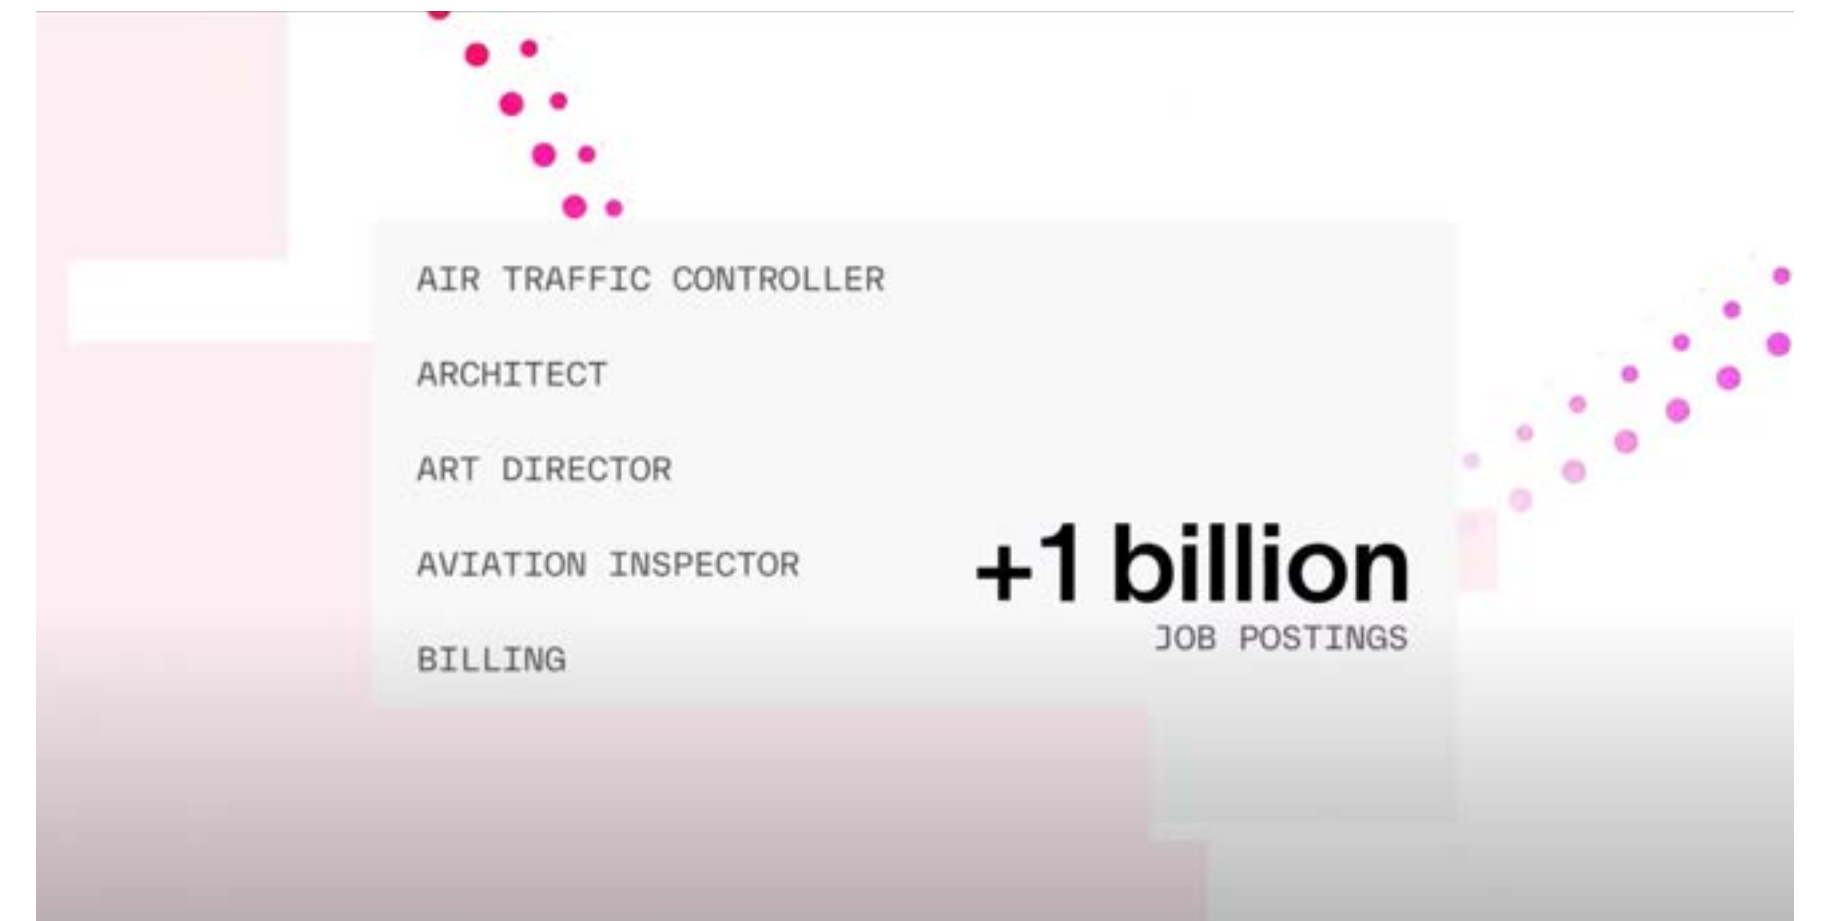 AIR TRAFFIC CONTROLLER
ARCHITECT
ART DIRECTOR
AVIATION INSPECTOR
BILLING
+1 billion
JOB POSTINGS